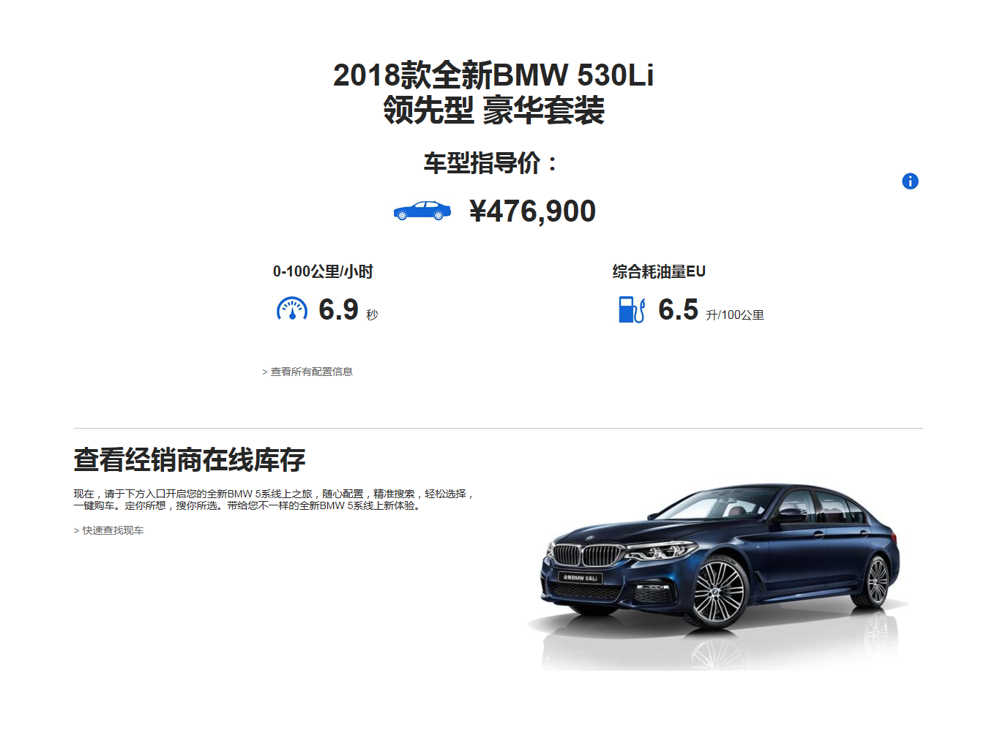 2018款全新BMW 530Li
领先型 豪华套装
车型指导价：
¥476,900
0-100公里/小时
6.9 秒
综合耗油量EU
6.5 升/100公里
> 查看所有配置信息
查看经销商在线库存
现在，请于下方入口开启您的全新BMW 5系线上之旅，随心配置，精准搜索，轻松选择，
一键购车。定你所想，搜你所选。带给您不一样的全新BMW 5系线上新体验。
> 快速查找现车
全新BMW 5系Li